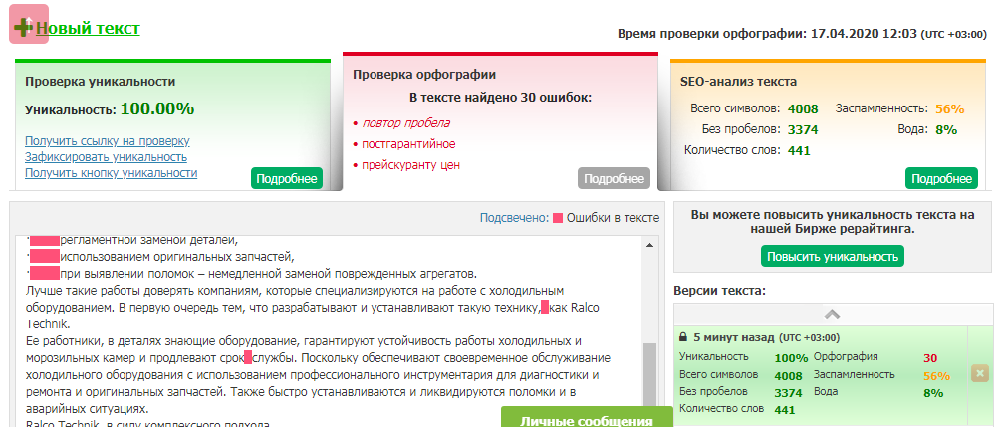 Новый текст
Время проверки орфографии: 17.04.2020 12:03 (UTC +03:00)
Проверка уникальности
Уникальность: 100.00%
Получить ссылку на проверку
Зафиксировать уникальность
Получить кнопку уникальности
Подробнее
Проверка орфографии
В тексте найдено 30 ошибок:
• повтор пробела
• постгарантийное
• прейскуранту цен
Подробнее
SEO-анализ текста
Всего символов: 4008 Заспамленность: 56%
Без пробелов: 3374 Вода: 8%
Количество слов: 441
Подробнее
Подсвечено: Ошибки в тексте
· регламентной заменой деталей,
· использованием оригинальных запчастей,
· при выявлении поломок – немедленной заменой поврежденных агрегатов.
Лучше такие работы доверять компаниям, которые специализируются на работе с холодильным
оборудованием. В первую очередь тем, что разрабатывают и устанавливают такую технику, как Ralco
Technik.
Ее работники, в деталях знающие оборудование, гарантируют устойчивость работы холодильных и
морозильных камер и продлевают срок службы. Поскольку обеспечивают своевременное обслуживание
холодильного оборудования с использованием профессионального инструментария для диагностики и
ремонта и оригинальных запчастей. Также быстро устанавливаются и ликвидируются поломки и в
аварийных ситуациях.
Ralco Technik, в силу комплексного подхода
Вы можете повысить уникальность текста на
нашей Бирже рерайтинга.
Повысить уникальность
Версии текста:
5 минут назад (UTC +03:00)
Уникальность 100% Орфография 30
Всего символов 4008 Заспамленность 56%
Без пробелов 3374 Вода 8%
Количество слов 441
Личные сообщения